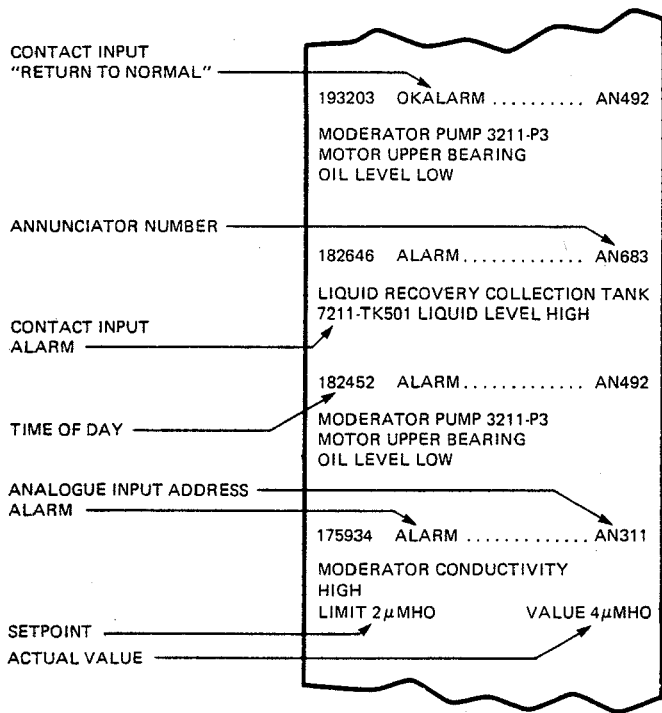 CONTACT INPUT
"RETURN TO NORMAL"
193203 OKALARM .......... AN492
MODERATOR PUMP 3211-P3
MOTOR UPPER BEARING
OIL LEVEL LOW
ANNUNCIATOR NUMBER
182646 ALARM............. AN683
LIQUID RECOVERY COLLECTION TANK
7211-TK501 LIQUID LEVEL HIGH
CONTACT INPUT
ALARM
182452 ALARM............. AN492
TIME OF DAY
MODERATOR PUMP 3211-P3
MOTOR UPPER BEARING
OIL LEVEL LOW
ANALOGUE INPUT ADDRESS
ALARM
175934 ALARM ............. AN311
MODERATOR CONDUCTIVITY
HIGH
LIMIT 2μMHO VALUE 4μMHO
SETPOINT
ACTUAL VALUE